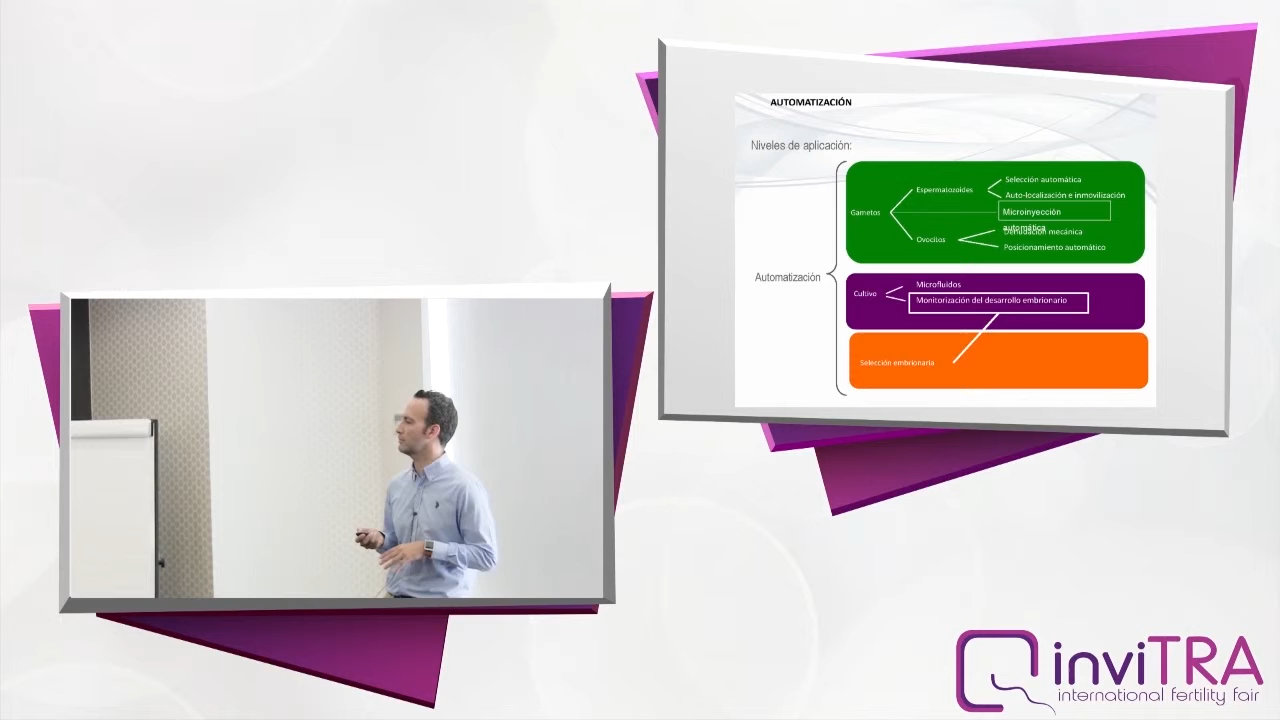 AUTOMATIZACIÓN
Niveles de aplicación:
Automatización
Gametos
Espermatozoides
Selección automática
Auto-localización e inmovilización
Microinyección
automática
Ovocitos
Denudación mecánica
Posicionamiento automático
Cultivo
Microfluidos
Monitorización del desarrollo embrionario
Selección embrionaria
inviTRA
international fertility fair